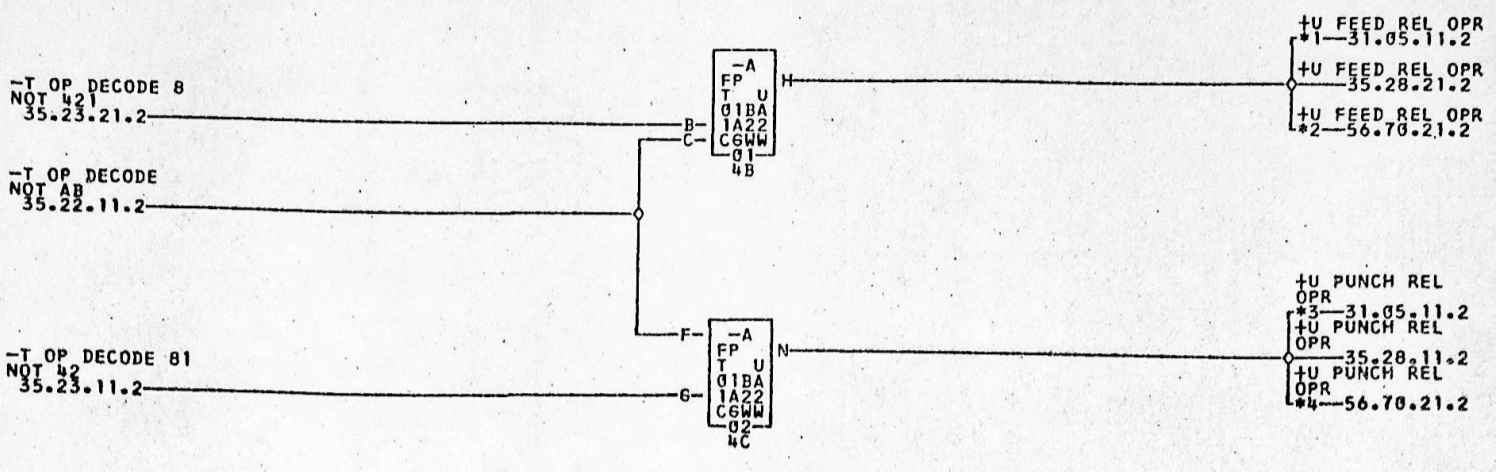 -T OP DECODE 8
NOT 421
35.23.21.2
-T OP DECODE
NOT AB
35.22.11.2
-T OP DECODE 81
NOT 42
35.23.11.2
B
C
-A
FP
T U
01BA
1A22
CGWW
01
4B
H
F
G
-A
FP
T U
01BA
1A22
CGWW
02
4C
N
+U FEED REL OPR
*1—31.05.11.2
+U FEED REL OPR
35.28.21.2
+U FEED REL OPR
*2—56.70.21.2
+U PUNCH REL
OPR
*3—31.05.11.2
+U PUNCH REL
OPR
35.28.11.2
+U PUNCH REL
OPR
*4—56.70.21.2